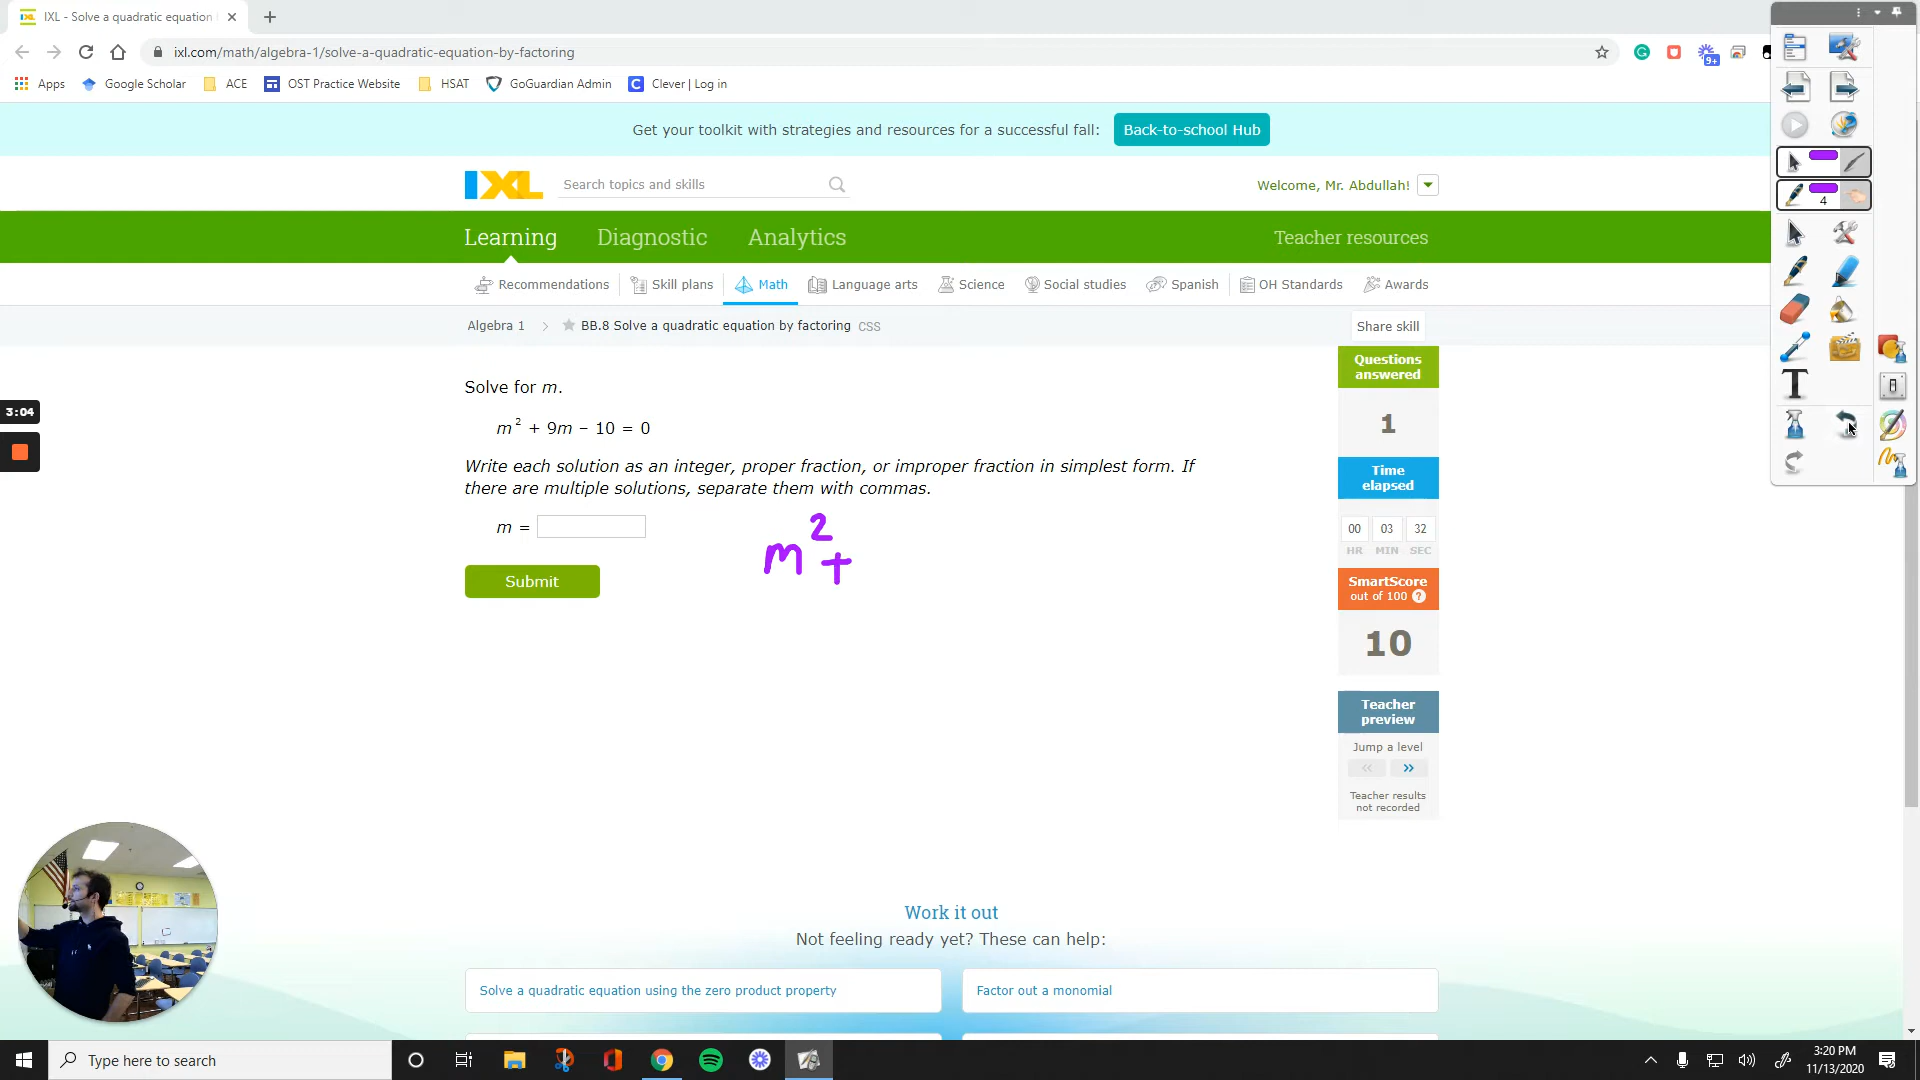 IXL - Solve a quadratic equation
ixl.com/math/algebra-1/solve-a-quadratic-equation-by-factoring
9+
Apps
Google Scholar
ACE
OST Practice Website
HSAT
GoGuardian Admin
C
Clever | Log in
Get your toolkit with strategies and resources for a successful fall:
Back-to-school Hub
IXL
Search topics and skills
Welcome, Mr. Abdullah!
4
Learning
Diagnostic
Analytics
Teacher resources
Recommendations
Skill plans
Math
Language arts
Science
Social studies
Spanish
OH Standards
Awards
Algebra 1
BB.8 Solve a quadratic equation by factoring CSS
Share skill
Solve for m.
m² + 9m − 10 = 0
Write each solution as an integer, proper fraction, or improper fraction in simplest form. If
there are multiple solutions, separate them with commas.
m =
m² +
Submit
Questions
answered
1
Time
elapsed
00 03 32
HR MIN SEC
SmartScore
out of 100 ?
10
Teacher
preview
Jump a level
<< >>
Teacher results
not recorded
T
3:04
Work it out
Not feeling ready yet? These can help:
Solve a quadratic equation using the zero product property
Factor out a monomial
Type here to search
3:20 PM
11/13/2020